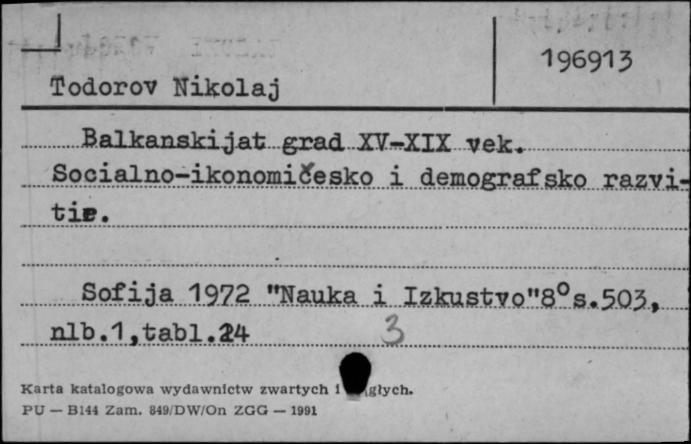 196913
Todorov Nikolaj
Balkanskijat grad XV-XIX vek.
Socialno-ikonomičesko i demografsko razvi-
tie.
Sofija 1972 "Nauka i Izkustvo"8° s.503,
nlb.1,tabl.24
3
Karta katalogowa wydawnictw zwartych i głych.
PU — B144 Zam. 849/DW/On ZGG — 1991